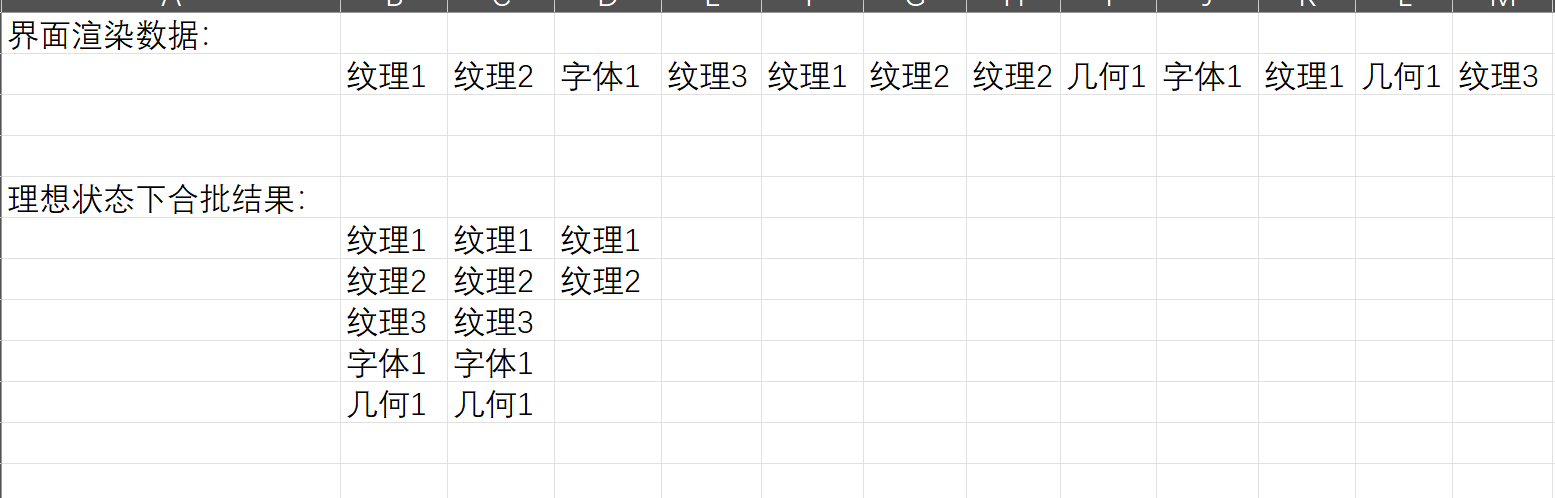 界面渲染数据：
纹理1 纹理2 字体1 纹理3 纹理1 纹理2 纹理2 几何1 字体1 纹理1 几何1 纹理3
理想状态下合批结果：
纹理1 纹理1 纹理1
纹理2 纹理2 纹理2
纹理3 纹理3
字体1 字体1
几何1 几何1